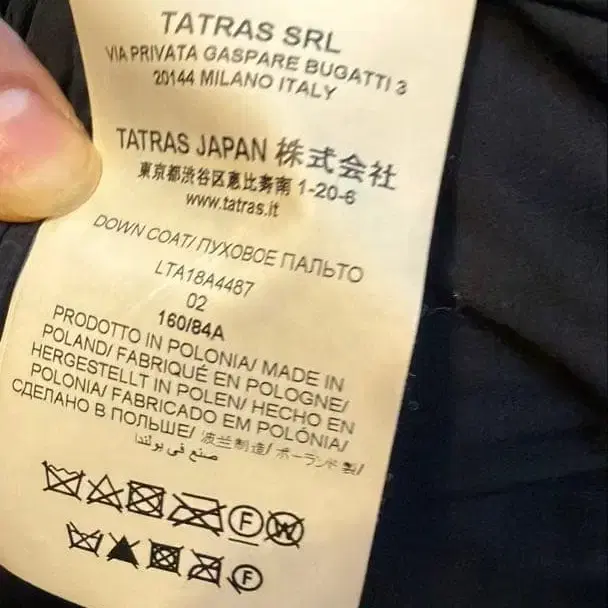 TATRAS SRL
VIA PRIVATA GASPARE BUGATTI 3
20144 MILANO ITALY
TATRAS JAPAN 株式会社
東京都渋谷区恵比寿南 1-20-6
www.tatras.it
DOWN COAT/ ПУХОВОЕ ПАЛЬТО
LTA18A4487
02
160/84A
PRODOTTO IN POLONIA/ MADE IN
POLAND/ FABRIQUÉ EN POLOGNE/
HERGESTELLT IN POLEN/ HECHO EN
POLONIA/ FABRICADO EM POLÓNIA/
СДЕЛАНО В ПОЛЬШЕ/ 波兰制造/ ポーランド製/
صنع في بولندا
F W
F